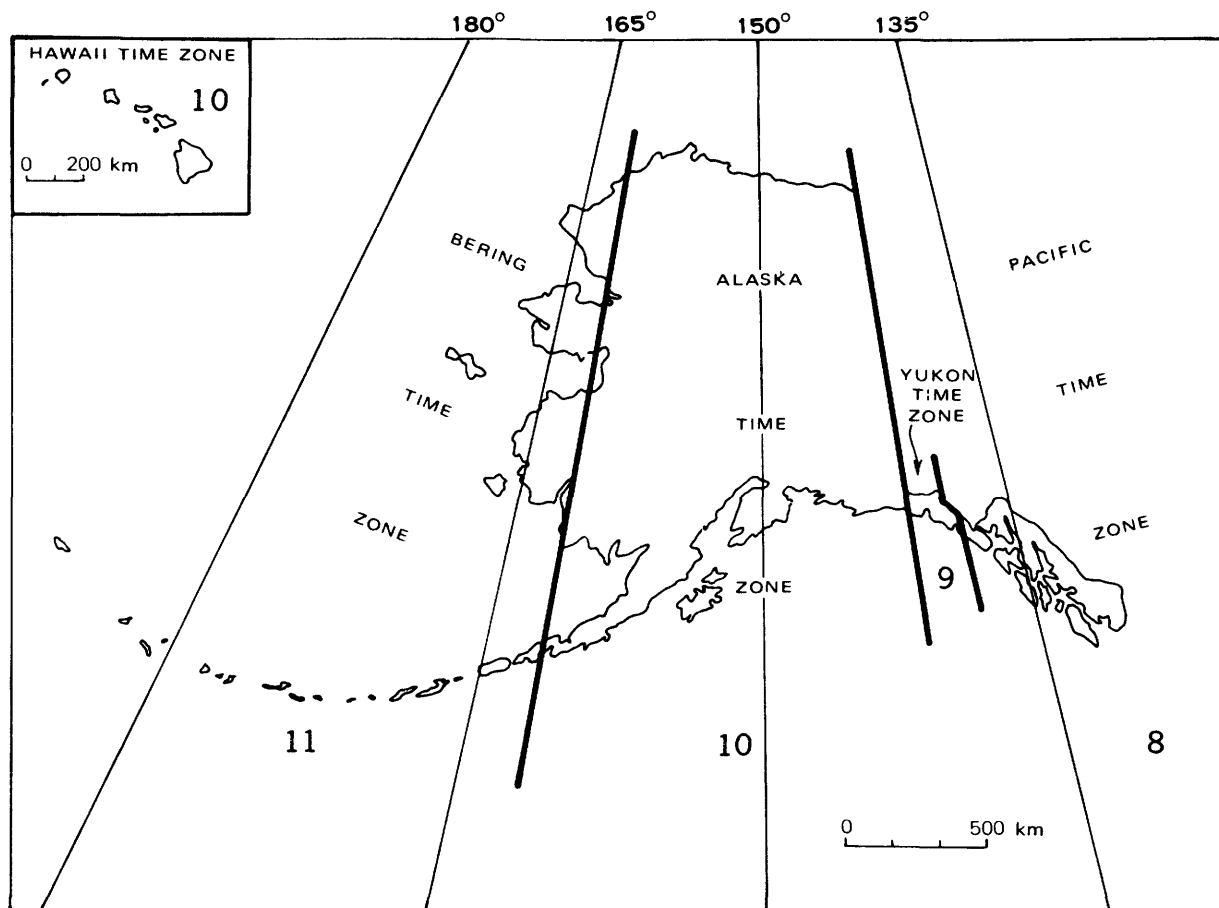 180° 165° 150° 135°
HAWAII TIME ZONE
10
0 200 km
BERING
TIME
ZONE
11
ALASKA
TIME
ZONE
10
YUKON
TIME
ZONE
9
PACIFIC
TIME
ZONE
8
0 500 km